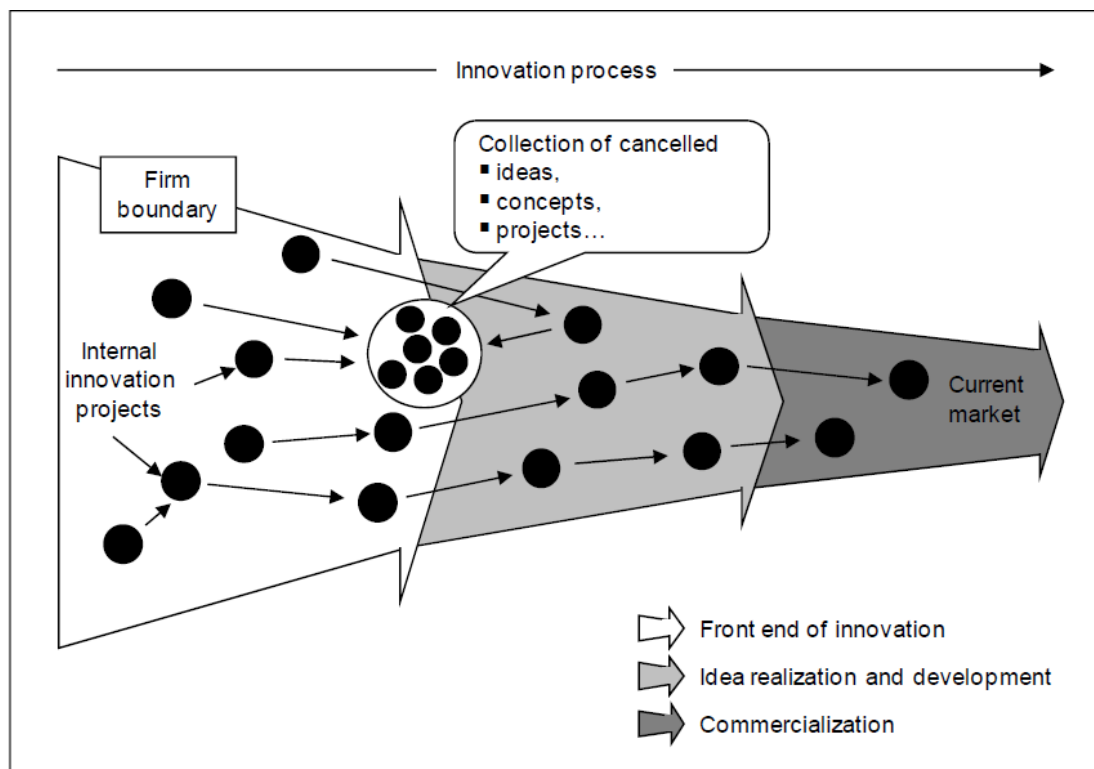 Innovation process
Collection of cancelled
▪ ideas,
▪ concepts,
▪ projects…
Firm
boundary
Internal
innovation
projects
Current
market
Front end of innovation
Idea realization and development
Commercialization